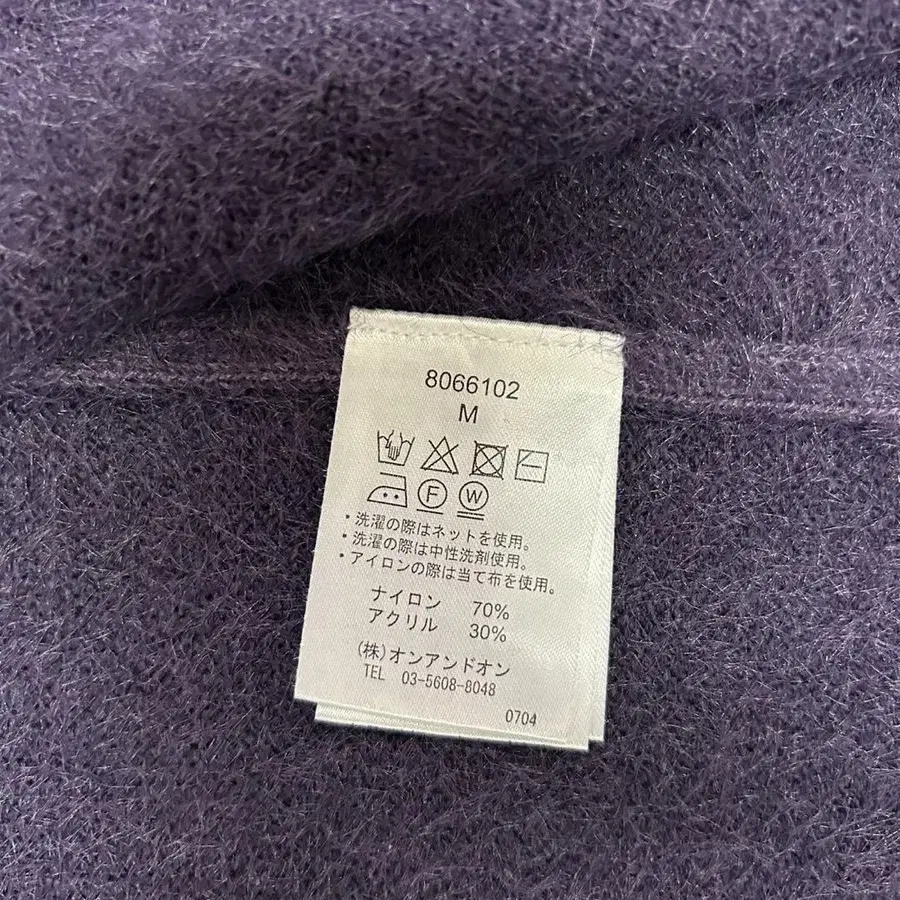 8066102
M
F W
・洗濯の際はネットを使用。
・洗濯の際は中性洗剤使用。
・アイロンの際は当て布を使用。
ナイロン 70%
アクリル 30%
(株)オンアンドオン
TEL 03-5608-8048
0704